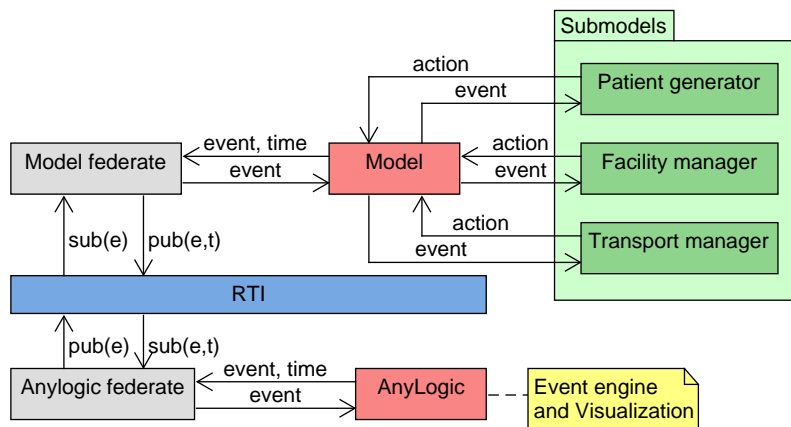 Submodels
action
Patient generator
event
event, time
Model federate
Model
event
action
Facility manager
event
action
Transport manager
event
sub(e)
pub(e,t)
RTI
pub(e)
sub(e,t)
event, time
Anylogic federate
AnyLogic
event
Event engine
and Visualization